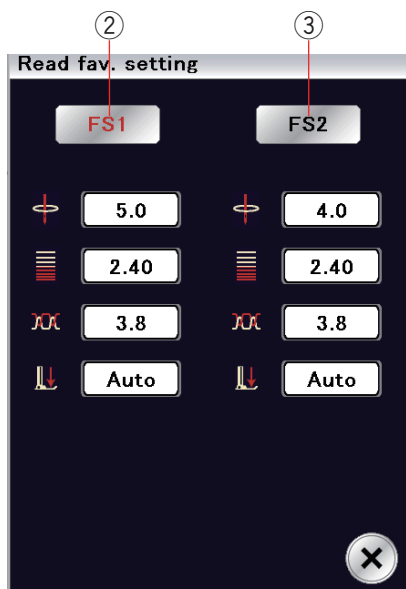 ② ③
Read fav. setting
FS1 FS2
5.0 4.0
2.40 2.40
3.8 3.8
Auto Auto